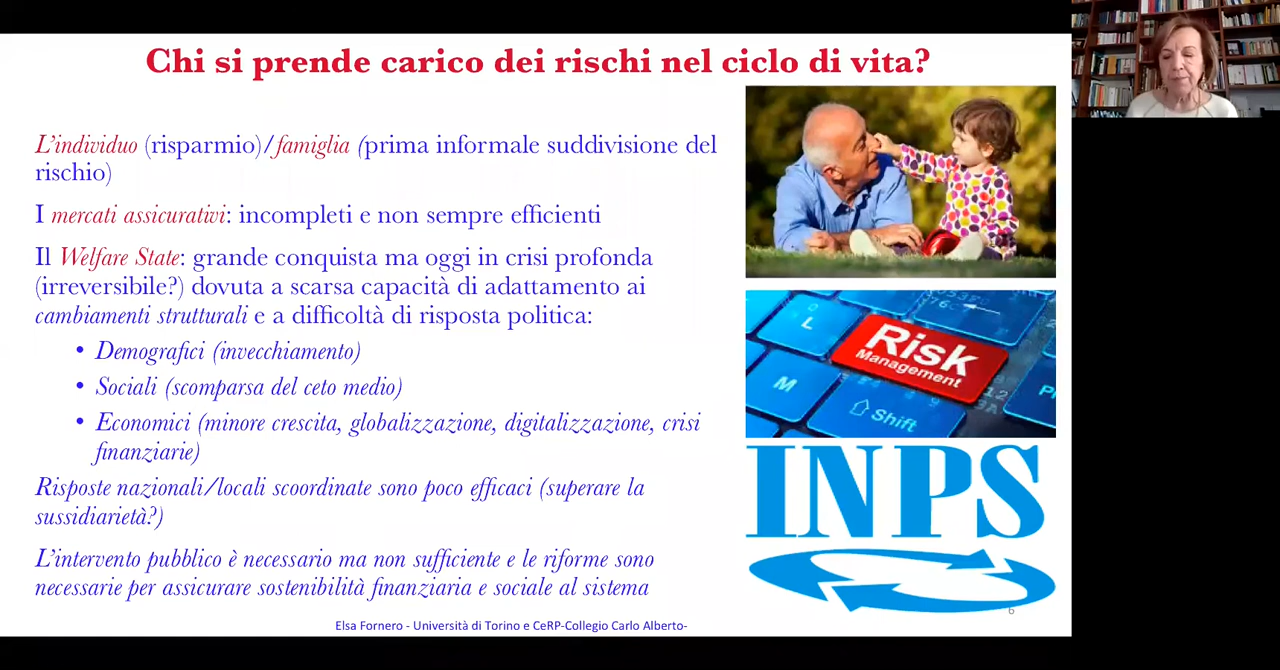 Chi si prende carico dei rischi nel ciclo di vita?
L'individuo (risparmio)/famiglia (prima informale suddivisione del
rischio)
I mercati assicurativi: incompleti e non sempre efficienti
Il Welfare State: grande conquista ma oggi in crisi profonda
(irreversibile?) dovuta a scarsa capacità di adattamento ai
cambiamenti strutturali e a difficoltà di risposta politica:
• Demografici (invecchiamento)
• Sociali (scomparsa del ceto medio)
• Economici (minore crescita, globalizzazione, digitalizzazione, crisi
finanziarie)
Risposte nazionali/locali scoordinate sono poco efficaci (superare la
sussidiarietà?)
L'intervento pubblico è necessario ma non sufficiente e le riforme sono
necessarie per assicurare sostenibilità finanziaria e sociale al sistema
L
Risk
Management
M
Shift
INPS
6
Elsa Fornero - Università di Torino e CeRP-Collegio Carlo Alberto-